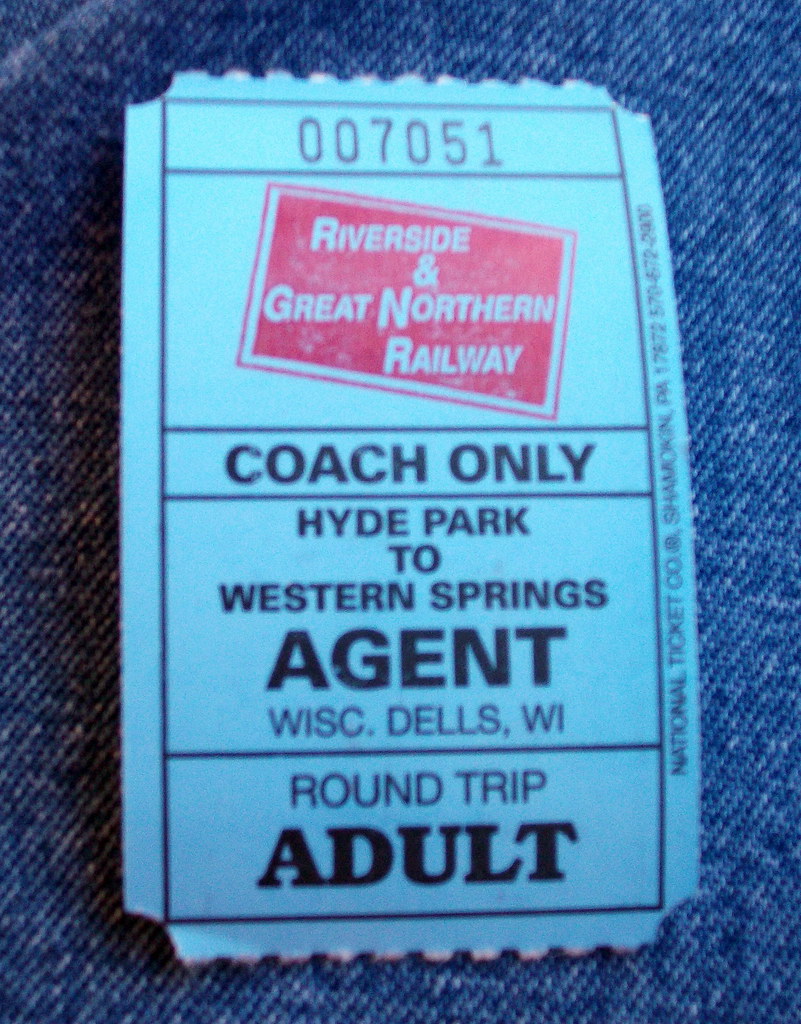 007051
RIVERSIDE
&
GREAT NORTHERN
RAILWAY
COACH ONLY
HYDE PARK
TO
WESTERN SPRINGS
AGENT
WISC. DELLS, WI
ROUND TRIP
ADULT
NATIONAL TICKET CO.®, SHAMOKIN, PA 17872 570-672-2900